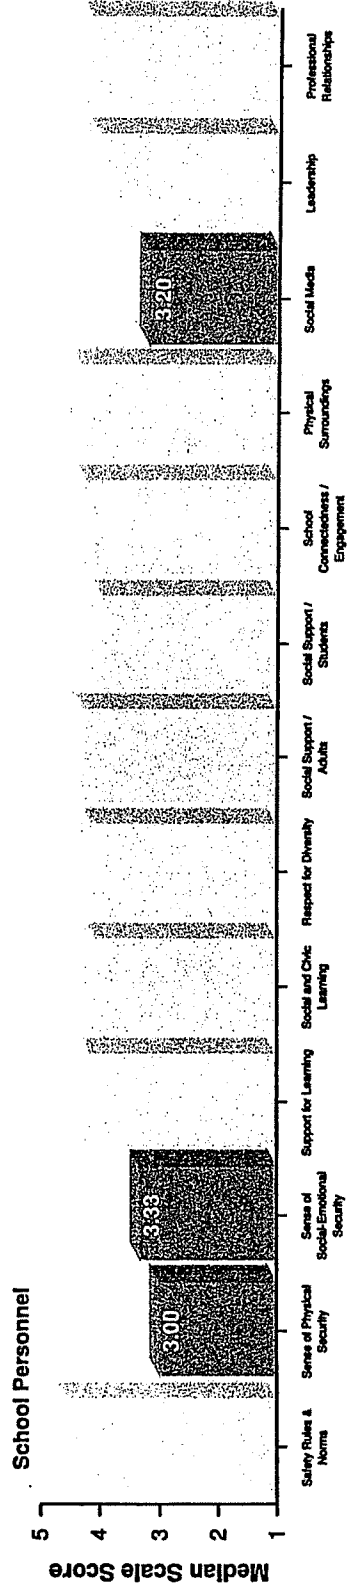 School Personnel
Median Scale Score
5
4
3
2
1
3.00
3.33
3.20
Safety Rules &
Norms
Sense of Physical
Security
Sense of
Social-Emotional
Security
Support for Learning
Social and Civic
Learning
Respect for Diversity
Social Support /
Adults
Social Support /
Students
School
Connectedness /
Engagement
Physical
Surroundings
Social Media
Leadership
Professional
Relationships